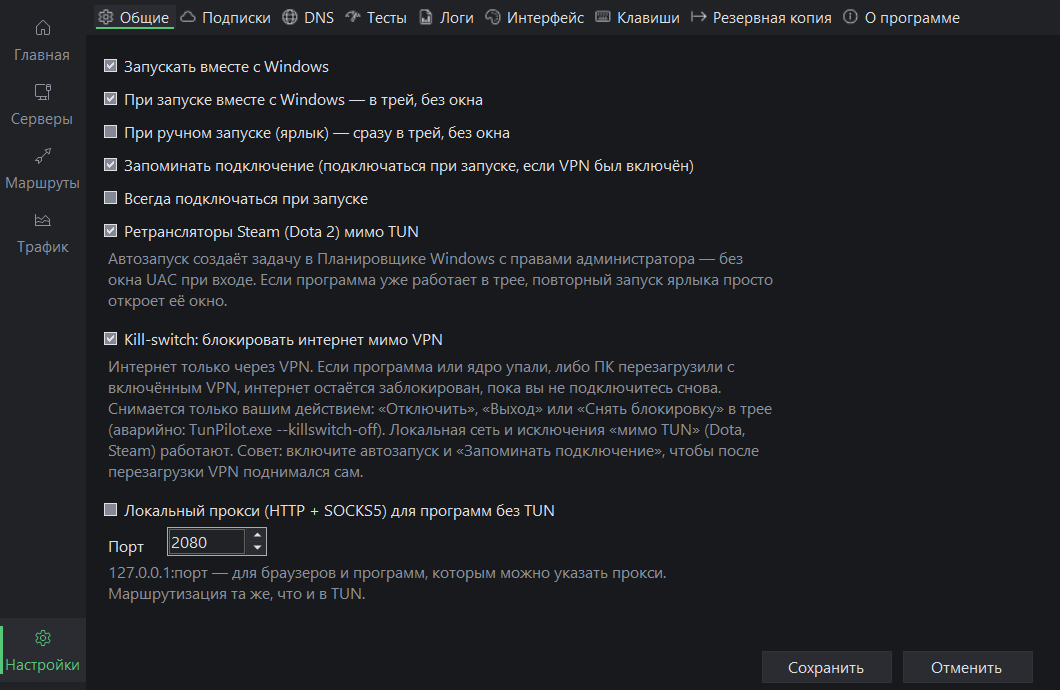 Общие
Подписки
DNS
Тесты
Логи
Интерфейс
Клавиши
Резервная копия
О программе
Главная
Серверы
Маршруты
Трафик
Запускать вместе с Windows
При запуске вместе с Windows — в трей, без окна
При ручном запуске (ярлык) — сразу в трей, без окна
Запоминать подключение (подключаться при запуске, если VPN был включён)
Всегда подключаться при запуске
Ретрансляторы Steam (Dota 2) мимо TUN
Автозапуск создаёт задачу в Планировщике Windows с правами администратора — без
окна UAC при входе. Если программа уже работает в трее, повторный запуск ярлыка просто
откроет её окно.
Kill-switch: блокировать интернет мимо VPN
Интернет только через VPN. Если программа или ядро упали, либо ПК перезагрузили с
включённым VPN, интернет остаётся заблокирован, пока вы не подключитесь снова.
Снимается только вашим действием: «Отключить», «Выход» или «Снять блокировку» в трее
(аварийно: TunPilot.exe --killswitch-off). Локальная сеть и исключения «мимо TUN» (Dota,
Steam) работают. Совет: включите автозапуск и «Запоминать подключение», чтобы после
перезагрузки VPN поднимался сам.
Локальный прокси (HTTP + SOCKS5) для программ без TUN
Порт 2080
127.0.0.1:порт — для браузеров и программ, которым можно указать прокси.
Маршрутизация та же, что и в TUN.
Настройки
Сохранить
Отменить